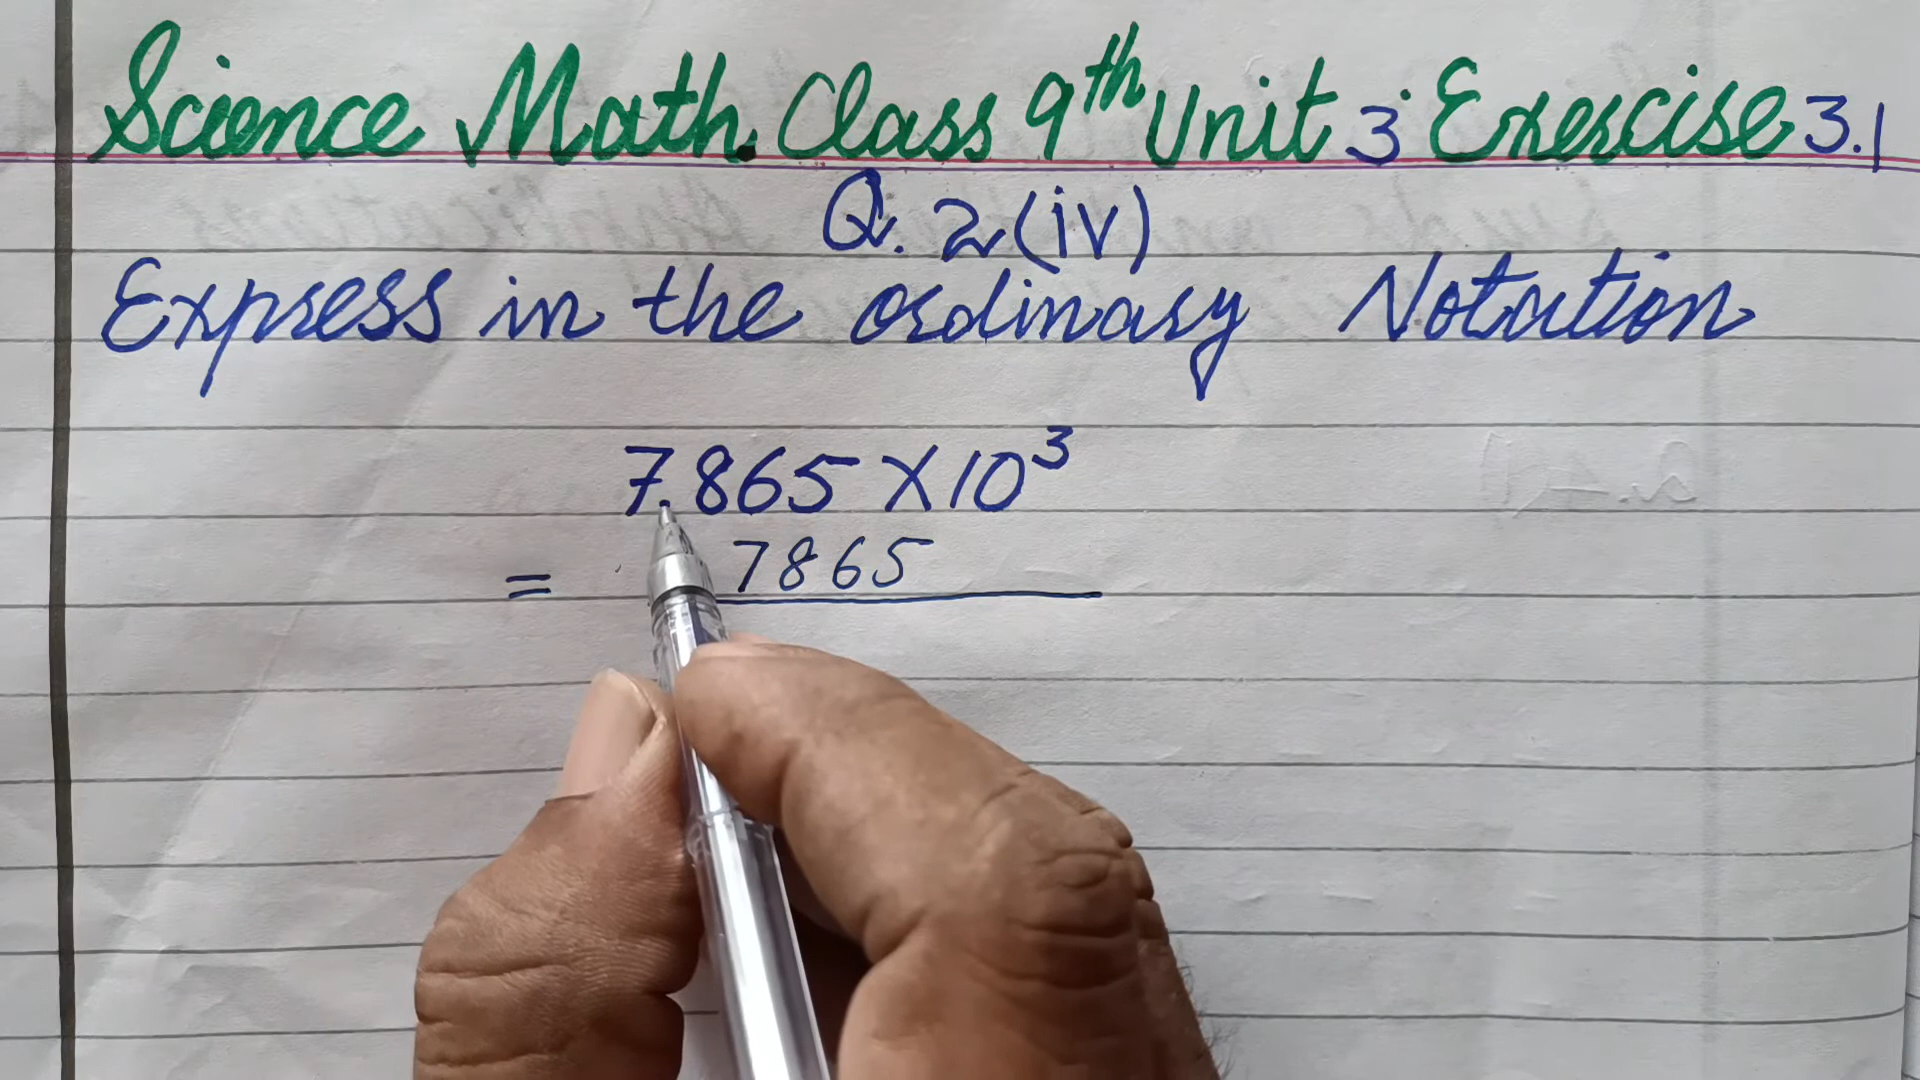 Science Math. Class 9th Unit 3 Exercise 3.1
Q. 2(iv)
Express in the ordinary Notation
7.865 X 10³
= 7865